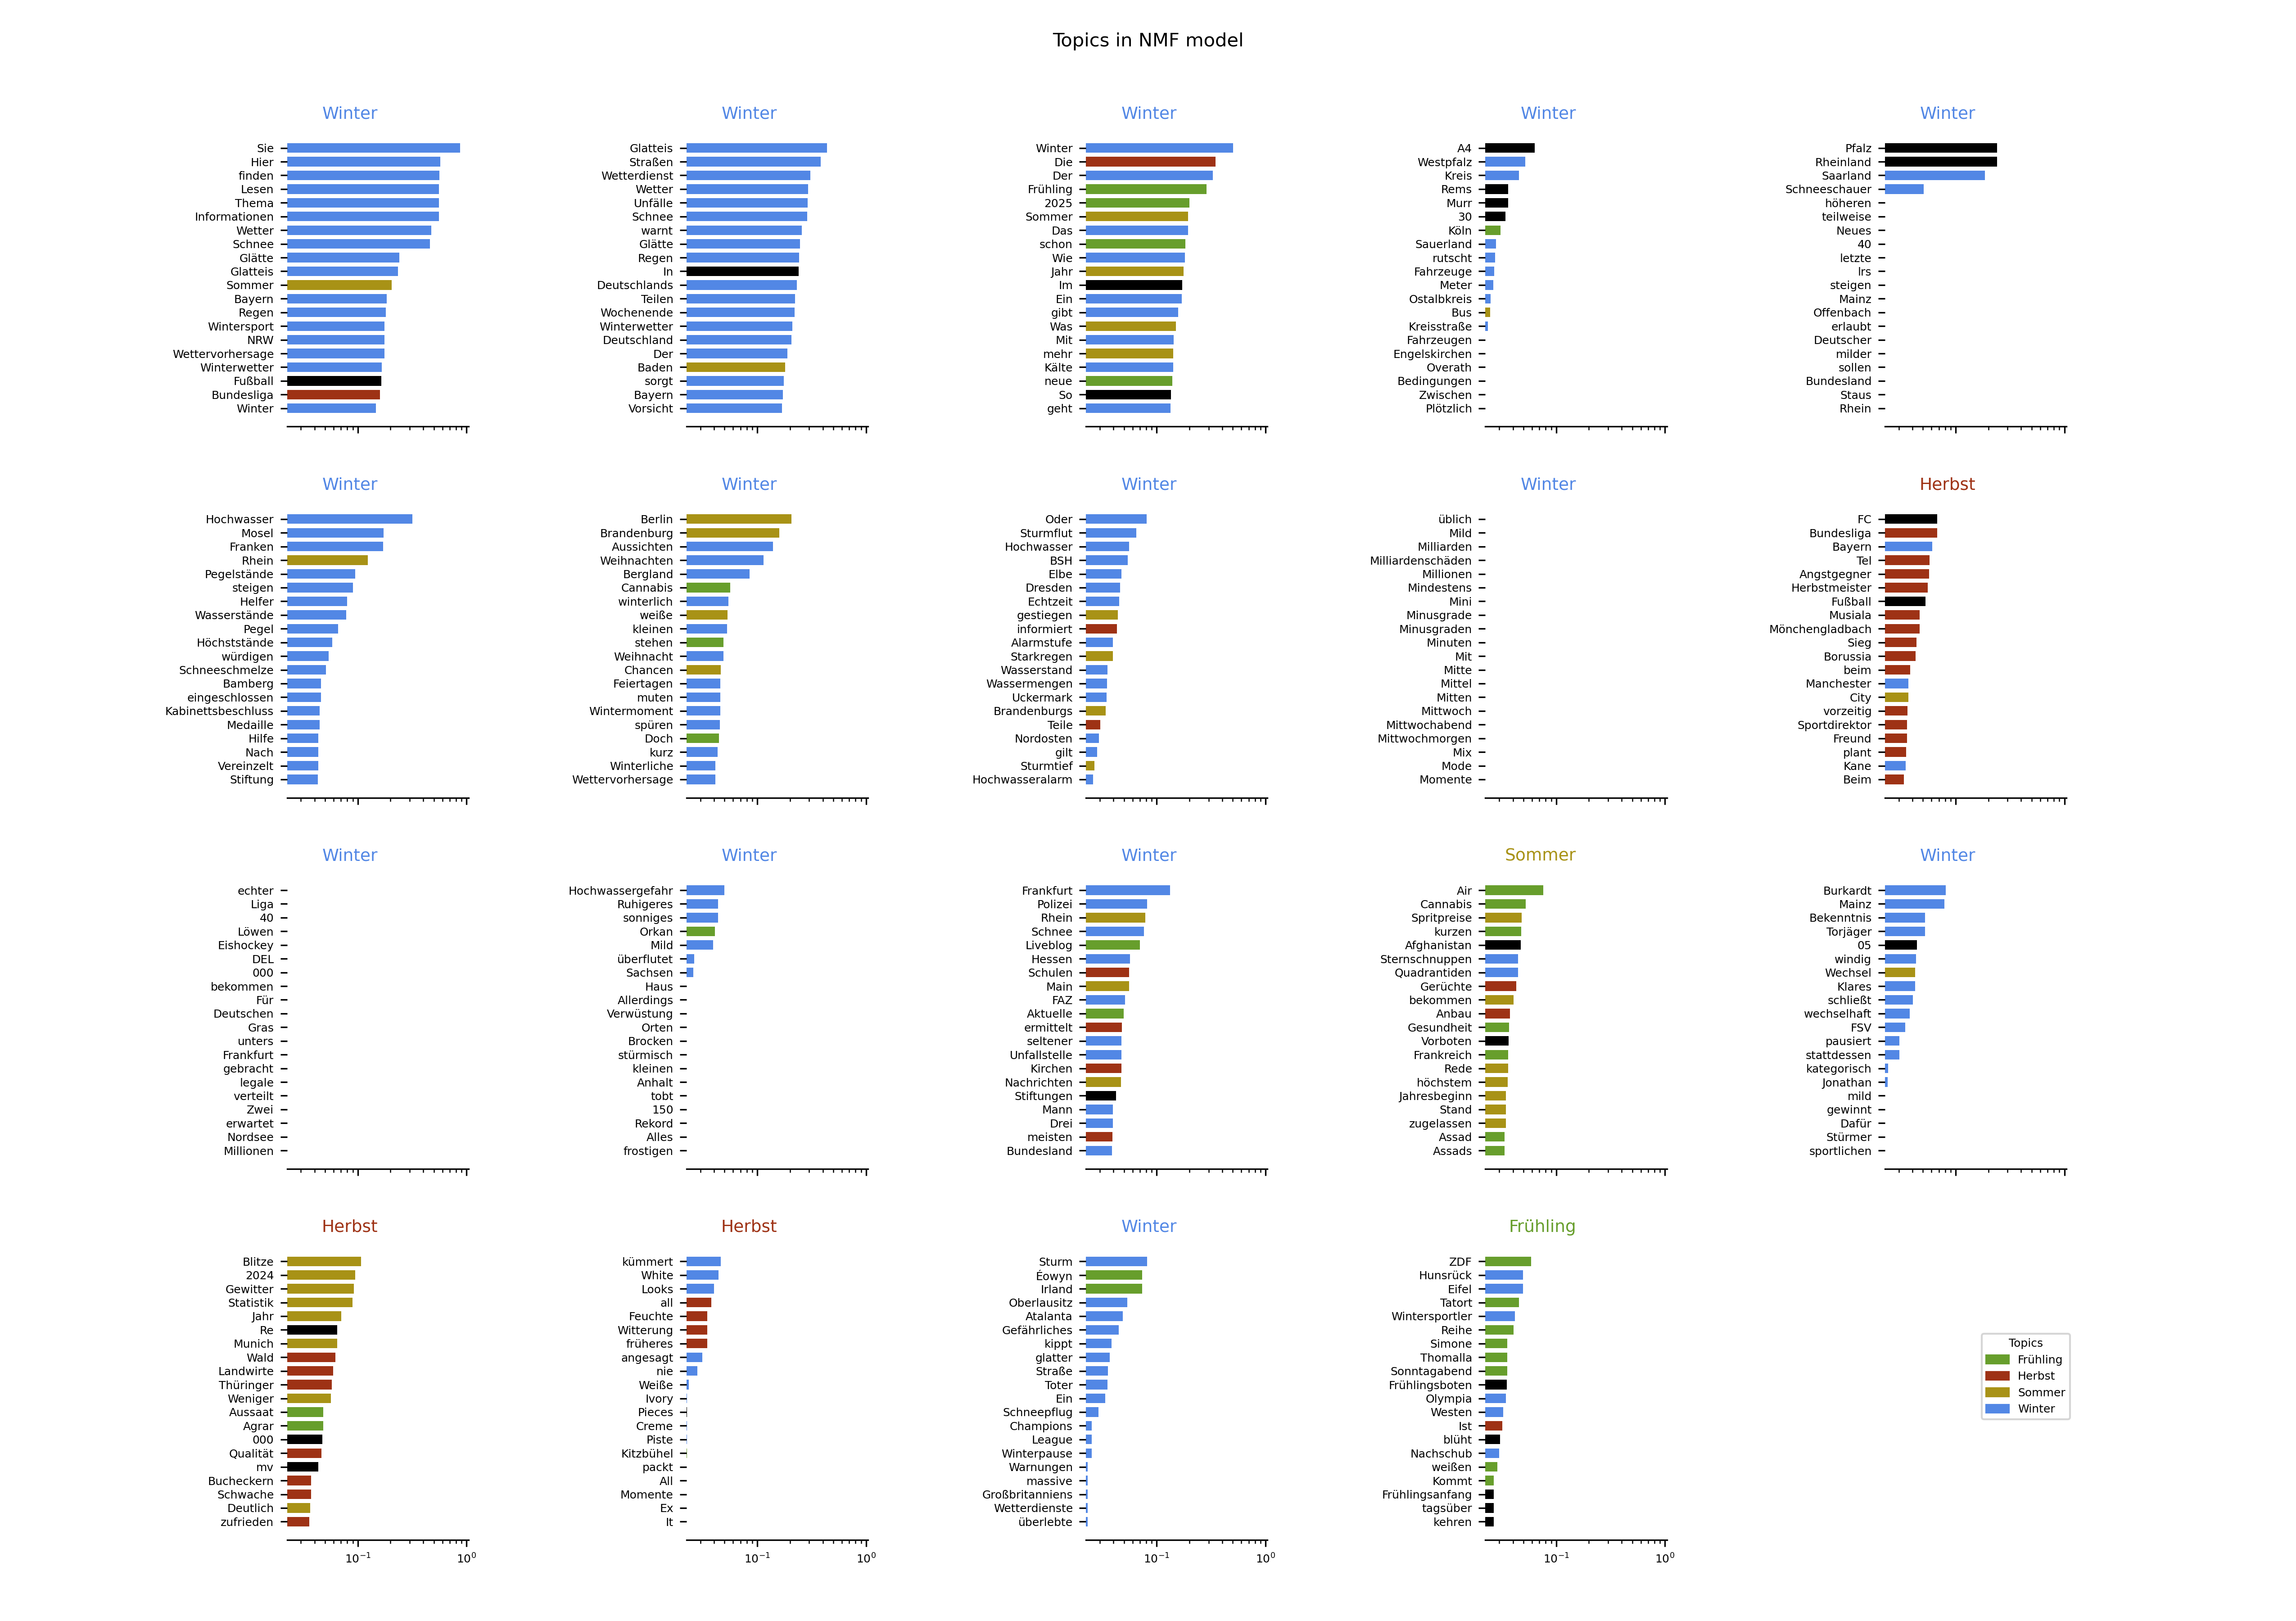 Topics in NMF model
Winter
Sie
Hier
finden
Lesen
Thema
Informationen
Wetter
Schnee
Glätte
Glatteis
Sommer
Bayern
Regen
Wintersport
NRW
Wettervorhersage
Winterwetter
Fußball
Bundesliga
Winter
Winter
Glatteis
Straßen
Wetterdienst
Wetter
Unfälle
Schnee
warnt
Glätte
Regen
In
Deutschlands
Teilen
Wochenende
Winterwetter
Deutschland
Der
Baden
sorgt
Bayern
Vorsicht
Winter
Winter
Die
Der
Frühling
2025
Sommer
Das
schon
Wie
Jahr
Im
Ein
gibt
Was
Mit
mehr
Kälte
neue
So
geht
Winter
A4
Westpfalz
Kreis
Rems
Murr
30
Köln
Sauerland
rutscht
Fahrzeuge
Meter
Ostalbkreis
Bus
Kreisstraße
Fahrzeugen
Engelskirchen
Overath
Bedingungen
Zwischen
Plötzlich
Winter
Pfalz
Rheinland
Saarland
Schneeschauer
höheren
teilweise
Neues
40
letzte
lrs
steigen
Mainz
Offenbach
erlaubt
Deutscher
milder
sollen
Bundesland
Staus
Rhein
Winter
Hochwasser
Mosel
Franken
Rhein
Pegelstände
steigen
Helfer
Wasserstände
Pegel
Höchststände
würdigen
Schneeschmelze
Bamberg
eingeschlossen
Kabinettsbeschluss
Medaille
Hilfe
Nach
Vereinzelt
Stiftung
Winter
Berlin
Brandenburg
Aussichten
Weihnachten
Bergland
Cannabis
winterlich
weiße
kleinen
stehen
Weihnacht
Chancen
Feiertagen
muten
Wintermoment
spüren
Doch
kurz
Winterliche
Wettervorhersage
Winter
Oder
Sturmflut
Hochwasser
BSH
Elbe
Dresden
Echtzeit
gestiegen
informiert
Alarmstufe
Starkregen
Wasserstand
Wassermengen
Uckermark
Brandenburgs
Teile
Nordosten
gilt
Sturmtief
Hochwasseralarm
Winter
üblich
Mild
Milliarden
Milliardenschäden
Millionen
Mindestens
Mini
Minusgrade
Minusgraden
Minuten
Mit
Mitte
Mittel
Mitten
Mittwoch
Mittwochabend
Mittwochmorgen
Mix
Mode
Momente
Herbst
FC
Bundesliga
Bayern
Tel
Angstgegner
Herbstmeister
Fußball
Musiala
Mönchengladbach
Sieg
Borussia
beim
Manchester
City
vorzeitig
Sportdirektor
Freund
plant
Kane
Beim
Winter
echter
Liga
40
Löwen
Eishockey
DEL
000
bekommen
Für
Deutschen
Gras
unters
Frankfurt
gebracht
legale
verteilt
Zwei
erwartet
Nordsee
Millionen
Winter
Hochwassergefahr
Ruhigeres
sonniges
Orkan
Mild
überflutet
Sachsen
Haus
Allerdings
Verwüstung
Orten
Brocken
stürmisch
kleinen
Anhalt
tobt
150
Rekord
Alles
frostigen
Winter
Frankfurt
Polizei
Rhein
Schnee
Liveblog
Hessen
Schulen
Main
FAZ
Aktuelle
ermittelt
seltener
Unfallstelle
Kirchen
Nachrichten
Stiftungen
Mann
Drei
meisten
Bundesland
Sommer
Air
Cannabis
Spritpreise
kurzen
Afghanistan
Sternschnuppen
Quadrantiden
Gerüchte
bekommen
Anbau
Gesundheit
Vorboten
Frankreich
Rede
höchstem
Jahresbeginn
Stand
zugelassen
Assad
Assads
Winter
Burkardt
Mainz
Bekenntnis
Torjäger
05
windig
Wechsel
Klares
schließt
wechselhaft
FSV
pausiert
stattdessen
kategorisch
Jonathan
mild
gewinnt
Dafür
Stürmer
sportlichen
Herbst
Blitze
2024
Gewitter
Statistik
Jahr
Re
Munich
Wald
Landwirte
Thüringer
Weniger
Aussaat
Agrar
000
Qualität
mv
Bucheckern
Schwache
Deutlich
zufrieden
10⁻¹ 10⁰
Herbst
kümmert
White
Looks
all
Feuchte
Witterung
früheres
angesagt
nie
Weiße
Ivory
Pieces
Creme
Piste
Kitzbühel
packt
All
Momente
Ex
It
10⁻¹ 10⁰
Winter
Sturm
Éowyn
Irland
Oberlausitz
Atalanta
Gefährliches
kippt
glatter
Straße
Toter
Ein
Schneepflug
Champions
League
Winterpause
Warnungen
massive
Großbritanniens
Wetterdienste
überlebte
10⁻¹ 10⁰
Frühling
ZDF
Hunsrück
Eifel
Tatort
Wintersportler
Reihe
Simone
Thomalla
Sonntagabend
Frühlingsboten
Olympia
Westen
Ist
blüht
Nachschub
weißen
Kommt
Frühlingsanfang
tagsüber
kehren
10⁻¹ 10⁰
Topics
Frühling
Herbst
Sommer
Winter